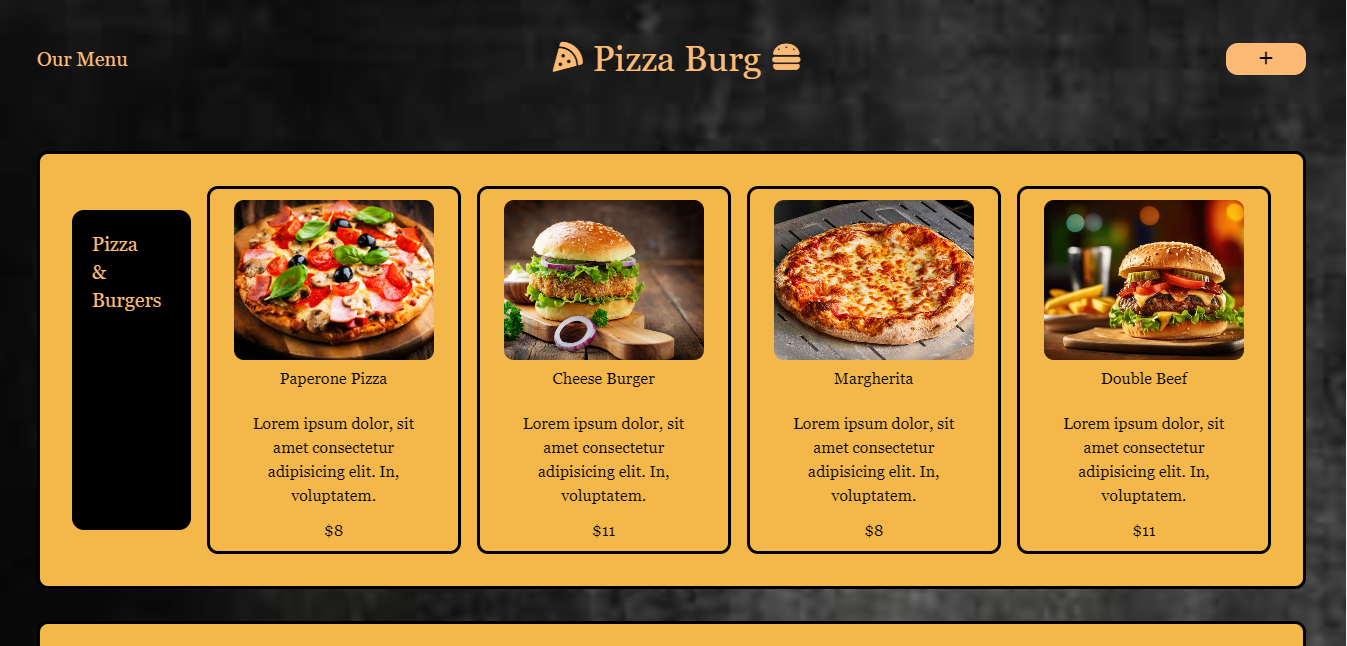 Our Menu
Pizza Burg
+
Pizza
&
Burgers
Paperone Pizza
Lorem ipsum dolor, sit
amet consectetur
adipisicing elit. In,
voluptatem.
$8
Cheese Burger
Lorem ipsum dolor, sit
amet consectetur
adipisicing elit. In,
voluptatem.
$11
Margherita
Lorem ipsum dolor, sit
amet consectetur
adipisicing elit. In,
voluptatem.
$8
Double Beef
Lorem ipsum dolor, sit
amet consectetur
adipisicing elit. In,
voluptatem.
$11